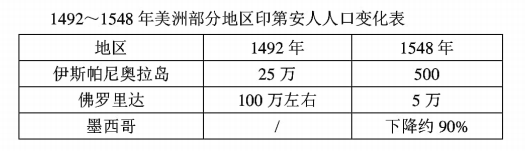 1492～1548 年美洲部分地区印第安人人口变化表
地区 1492 年 1548 年
伊斯帕尼奥拉岛 25 万 500
佛罗里达 100 万左右 5 万
墨西哥 / 下降约 90%